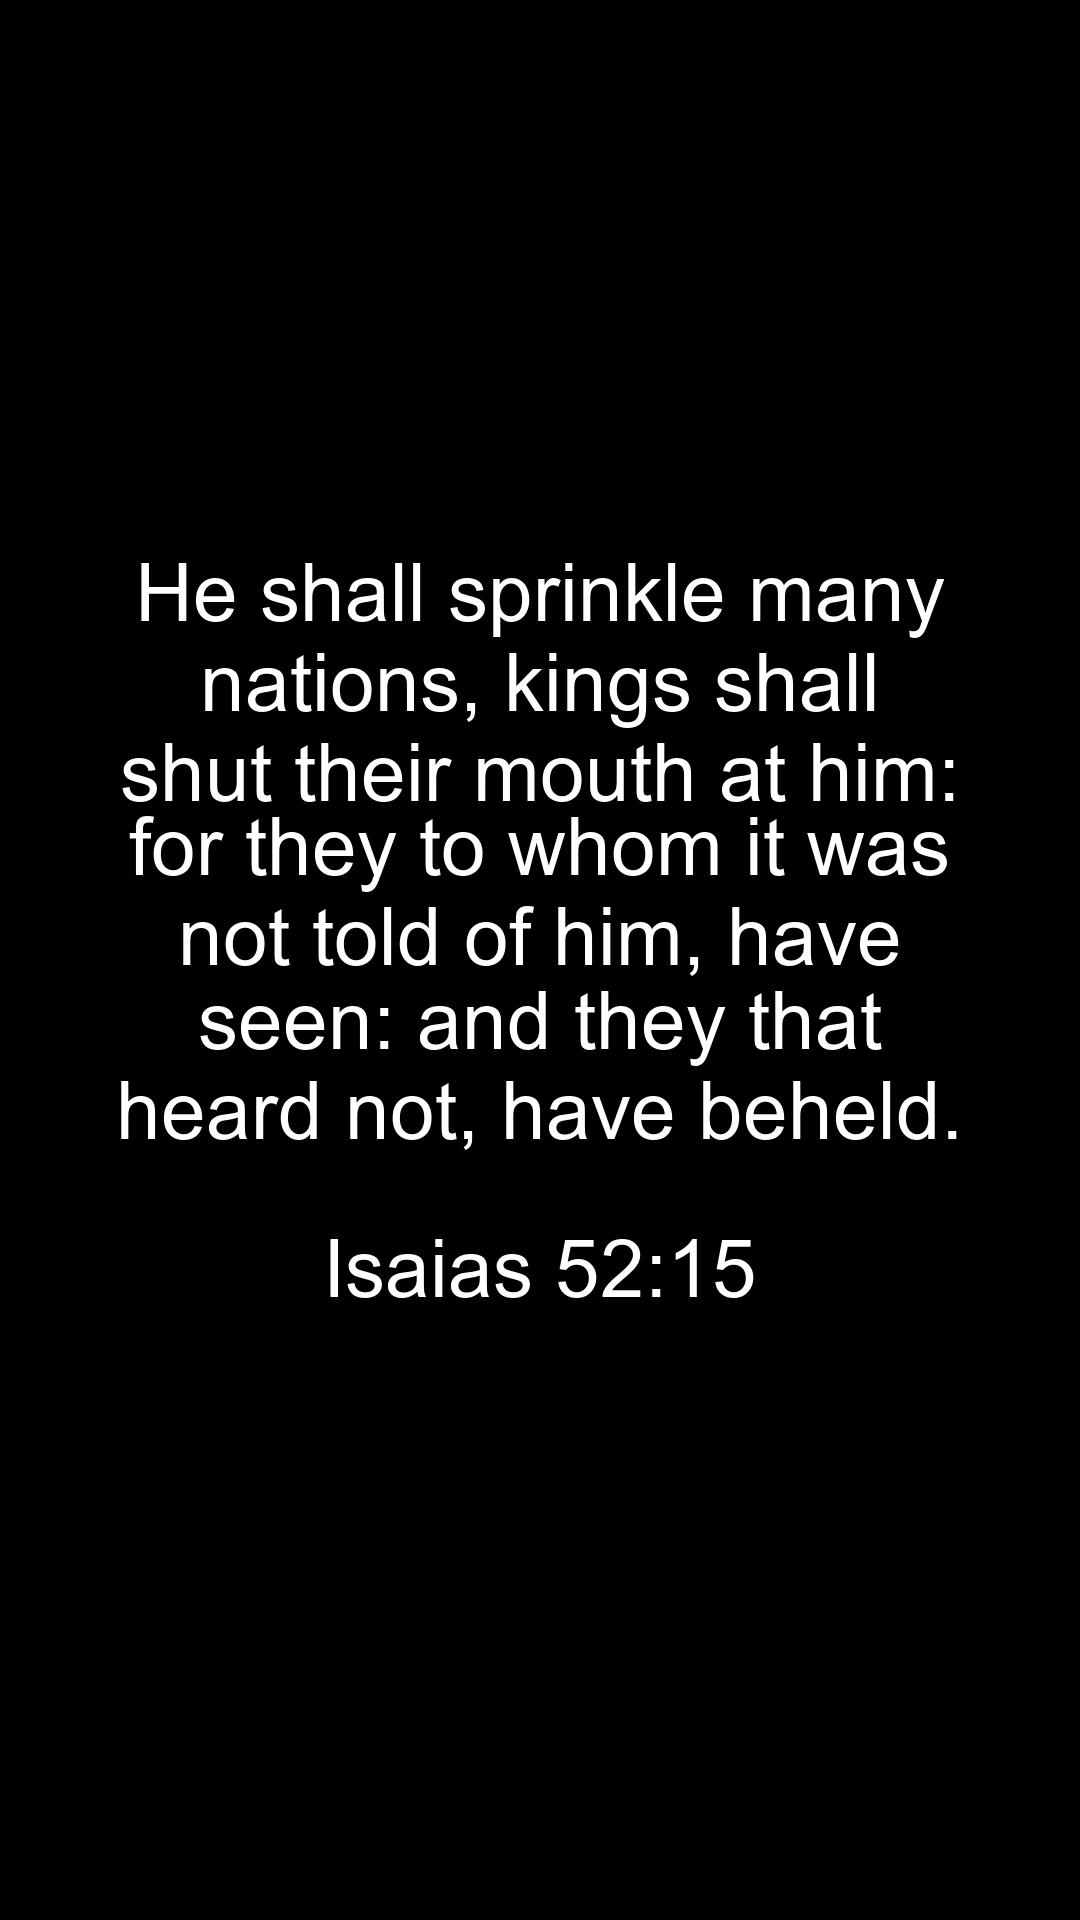 He shall sprinkle many
nations, kings shall
shut their mouth at him:
for they to whom it was
not told of him, have
seen: and they that
heard not, have beheld.
Isaias 52:15